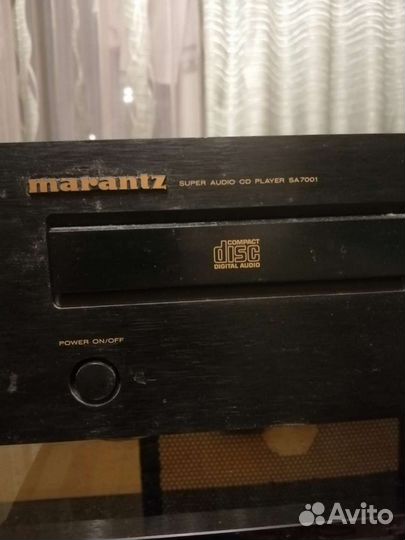 marantz SUPER AUDIO CD PLAYER SA7001
COMPACT
disc
DIGITAL AUDIO
POWER ON/OFF
Avito